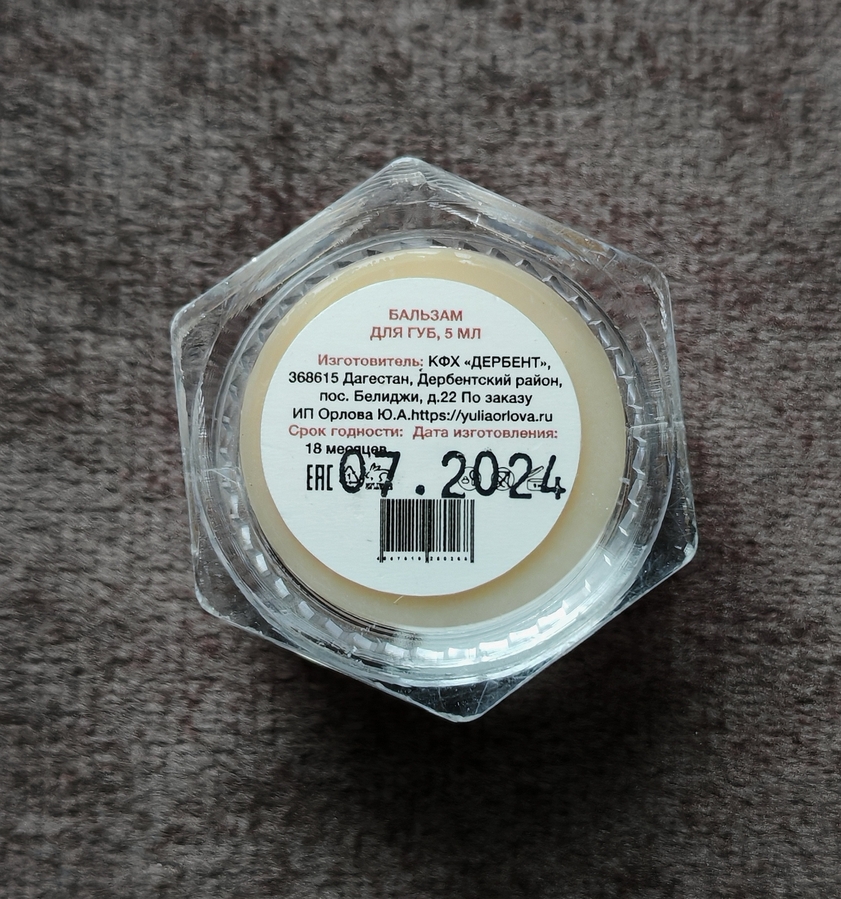 БАЛЬЗАМ
ДЛЯ ГУБ, 5 МЛ
Изготовитель: КФХ «ДЕРБЕНТ»,
368615 Дагестан, Дербентский район,
пос. Белиджи, д.22 По заказу
ИП Орлова Ю.А.https://yuliaorlova.ru
Срок годности: Дата изготовления:
18 месяцев
EAC 07.2024